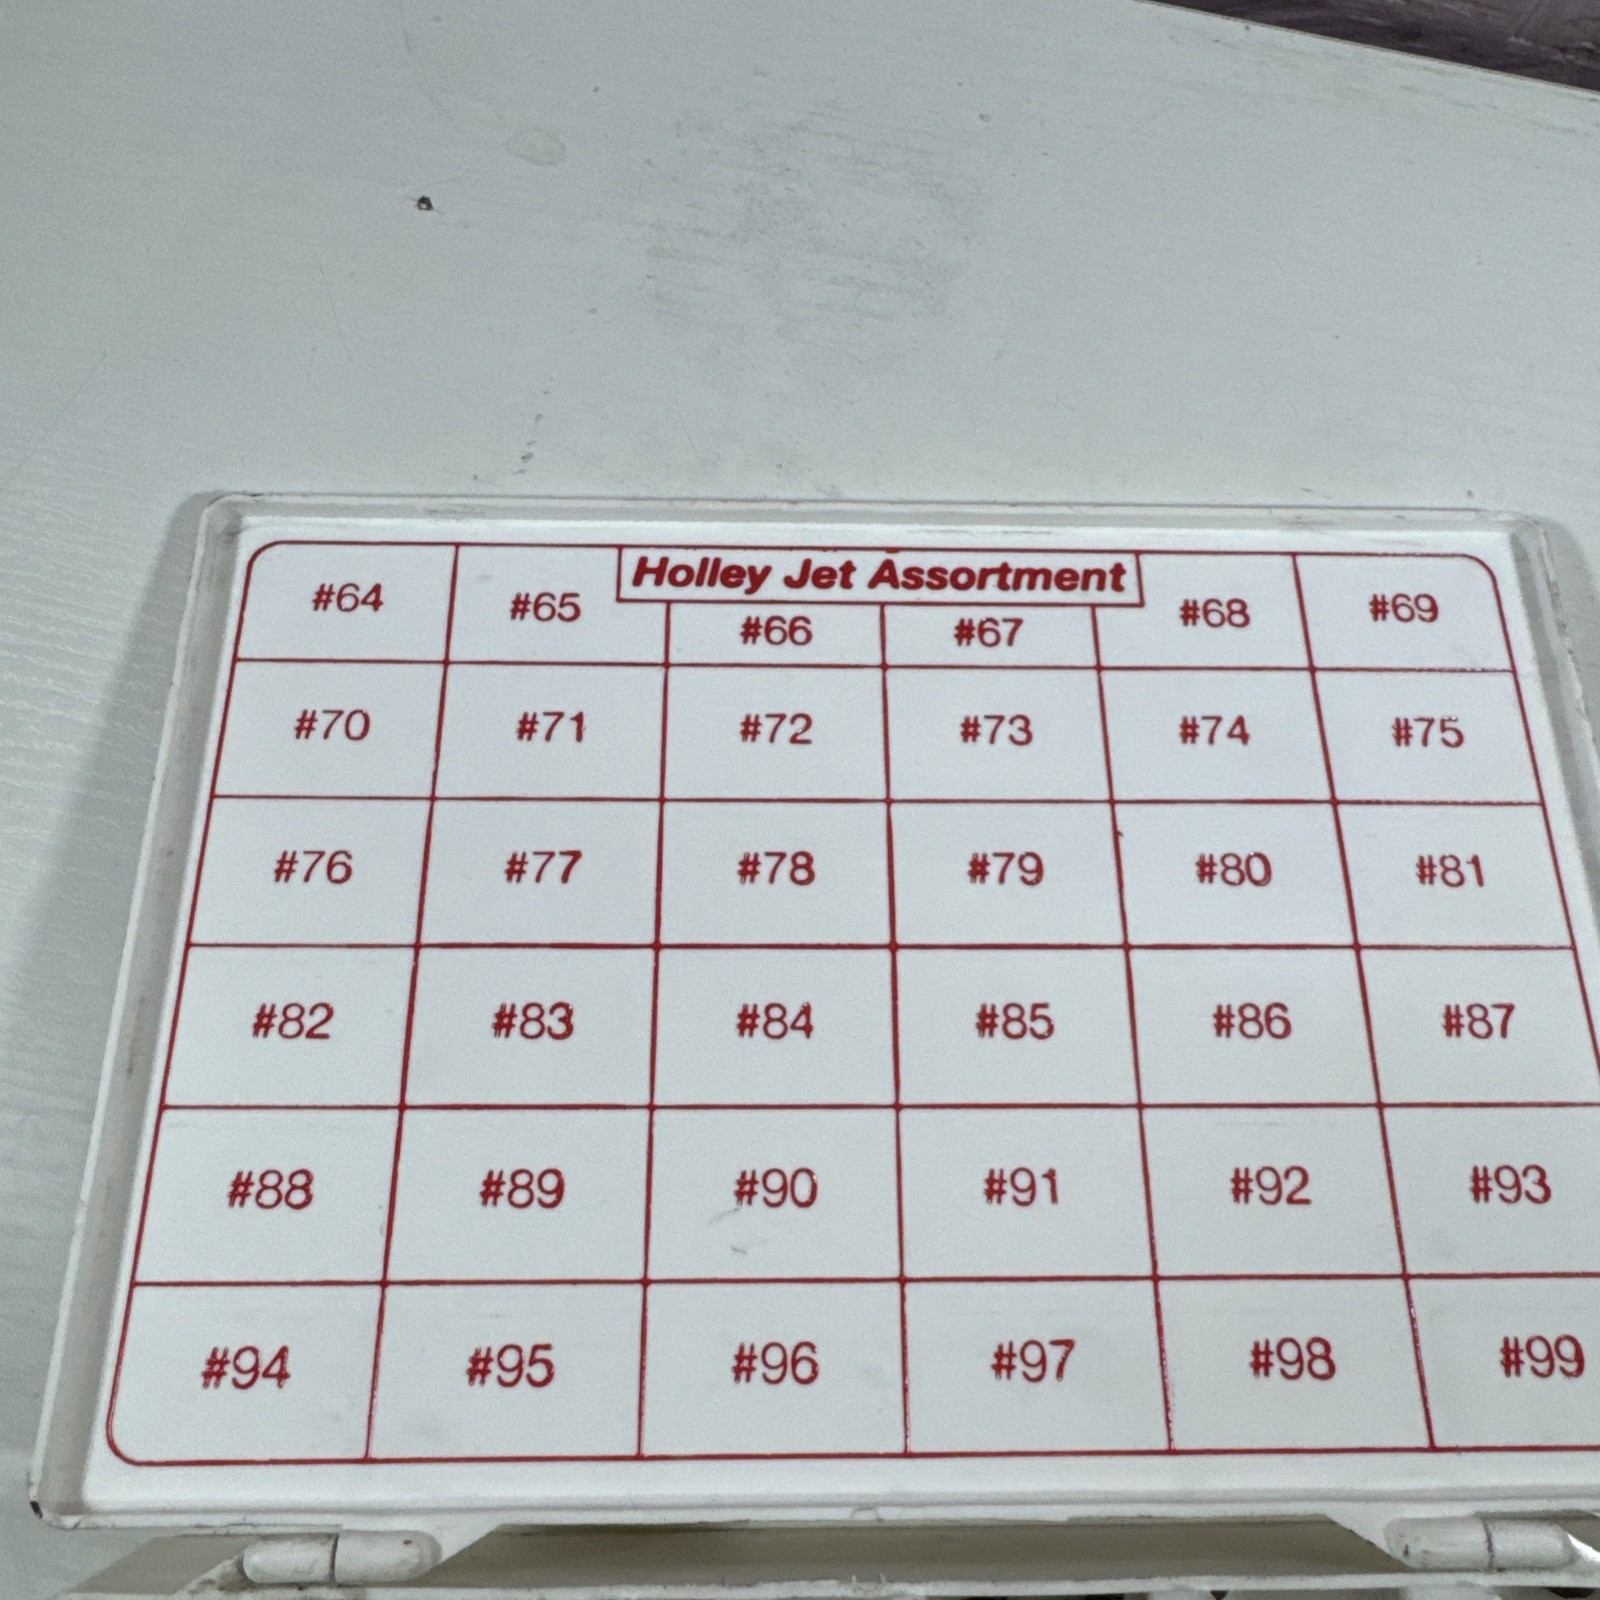 Holley Jet Assortment
#64 #65 #66 #67 #68 #69
#70 #71 #72 #73 #74 #75
#76 #77 #78 #79 #80 #81
#82 #83 #84 #85 #86 #87
#88 #89 #90 #91 #92 #93
#94 #95 #96 #97 #98 #99